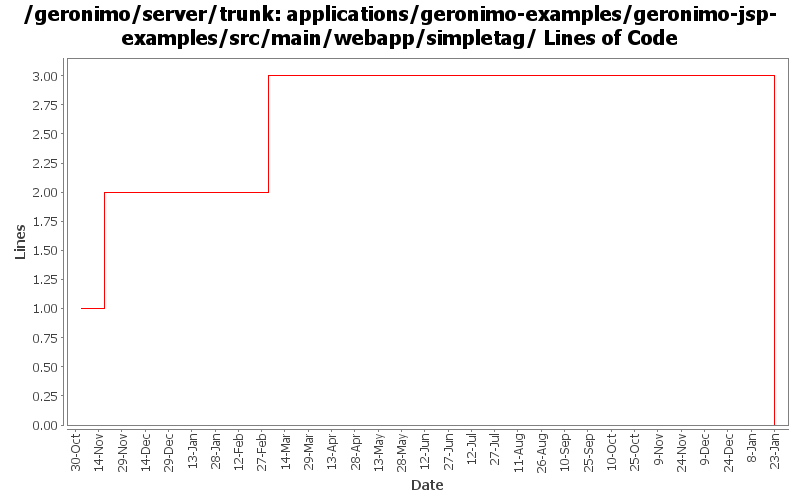 /geronimo/server/trunk: applications/geronimo-examples/geronimo-jsp-
examples/src/main/webapp/simpletag/ Lines of Code
3.00
2.75
2.50
2.25
2.00
1.75
1.50
1.25
1.00
0.75
0.50
0.25
0.00
Lines
30-Oct
14-Nov
29-Nov
14-Dec
29-Dec
13-Jan
28-Jan
12-Feb
27-Feb
14-Mar
29-Mar
13-Apr
28-Apr
13-May
28-May
12-Jun
27-Jun
12-Jul
27-Jul
11-Aug
26-Aug
10-Sep
25-Sep
10-Oct
25-Oct
9-Nov
24-Nov
9-Dec
24-Dec
8-Jan
23-Jan
Date